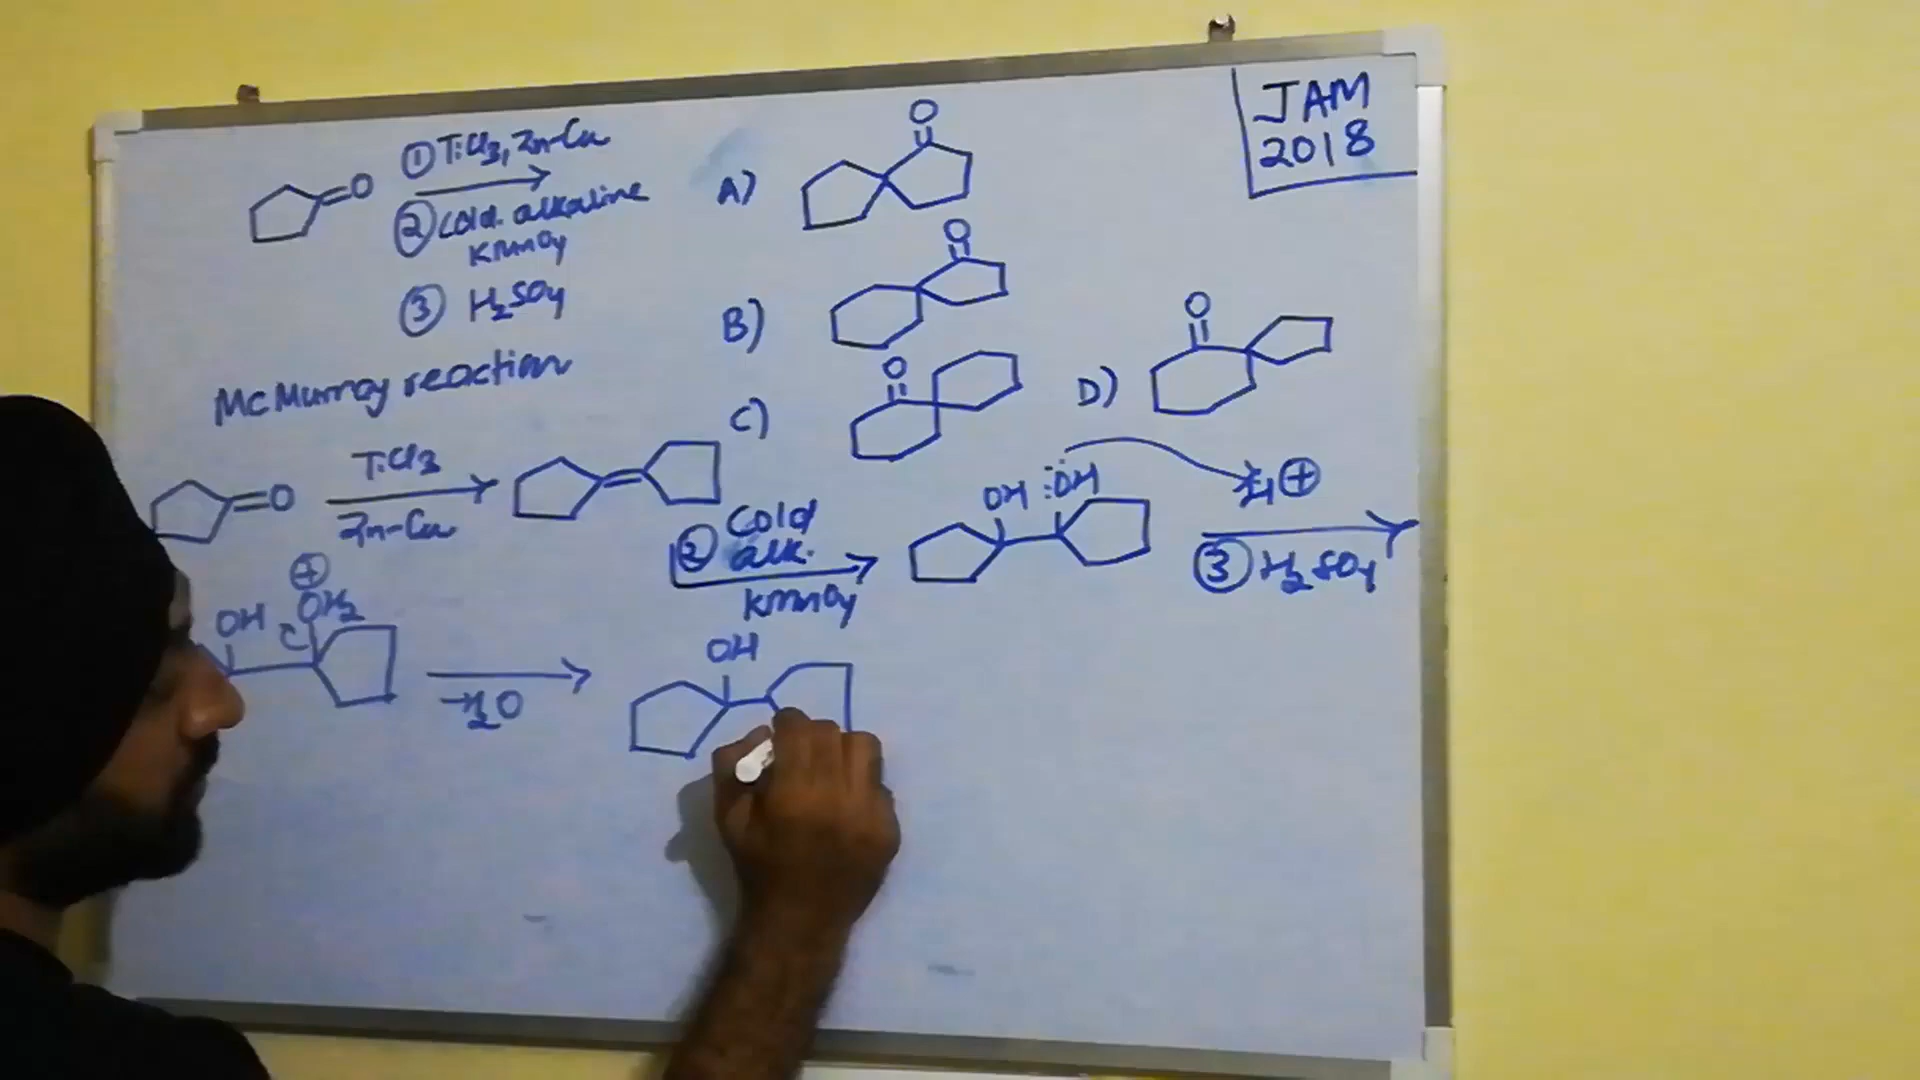 JAM
2018
① TiCl3, Zn-Cu
② Cold. alkaline
KMnO4
③ H2SO4
O
A)
O
B)
O
C)
O
D)
O
McMurray reaction
O
TiCl3
Zn-Cu
② Cold
alk.
KMnO4
OH :OH
H⊕
③ H2SO4
⊕
OH OH2
-H2O
OH